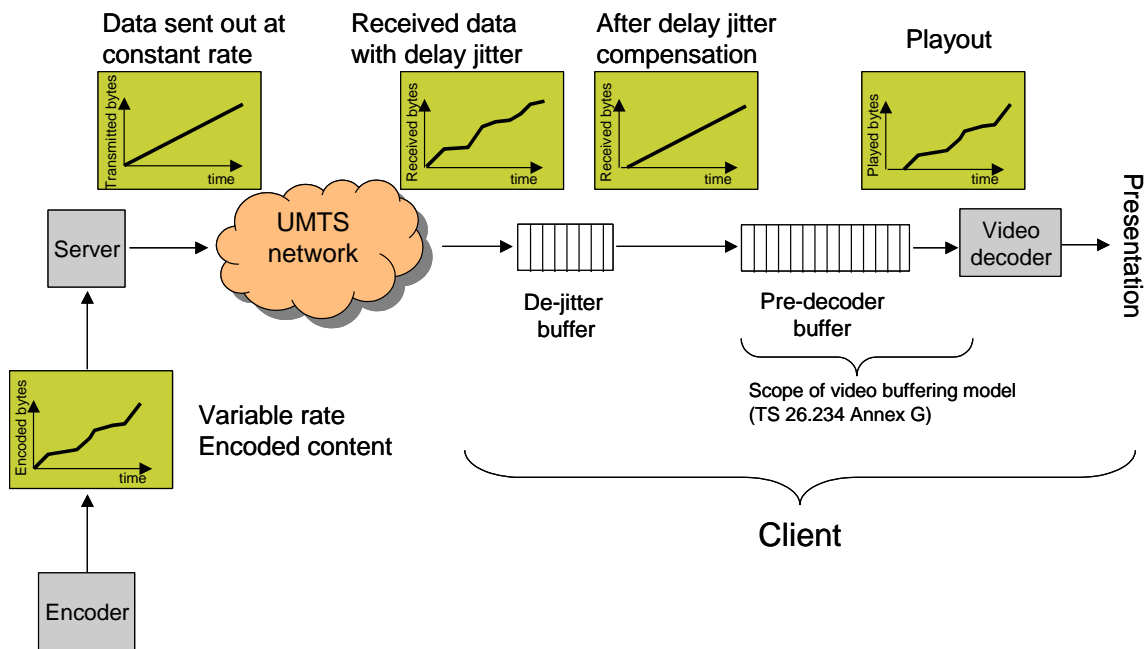 Data sent out at
constant rate
Transmitted bytes
time
Received data
with delay jitter
Received bytes
time
After delay jitter
compensation
Received bytes
time
Playout
Played bytes
time
Server
UMTS
network
De-jitter
buffer
Pre-decoder
buffer
Video
decoder
Presentation
Scope of video buffering model
(TS 26.234 Annex G)
Encoded bytes
time
Variable rate
Encoded content
Client
Encoder